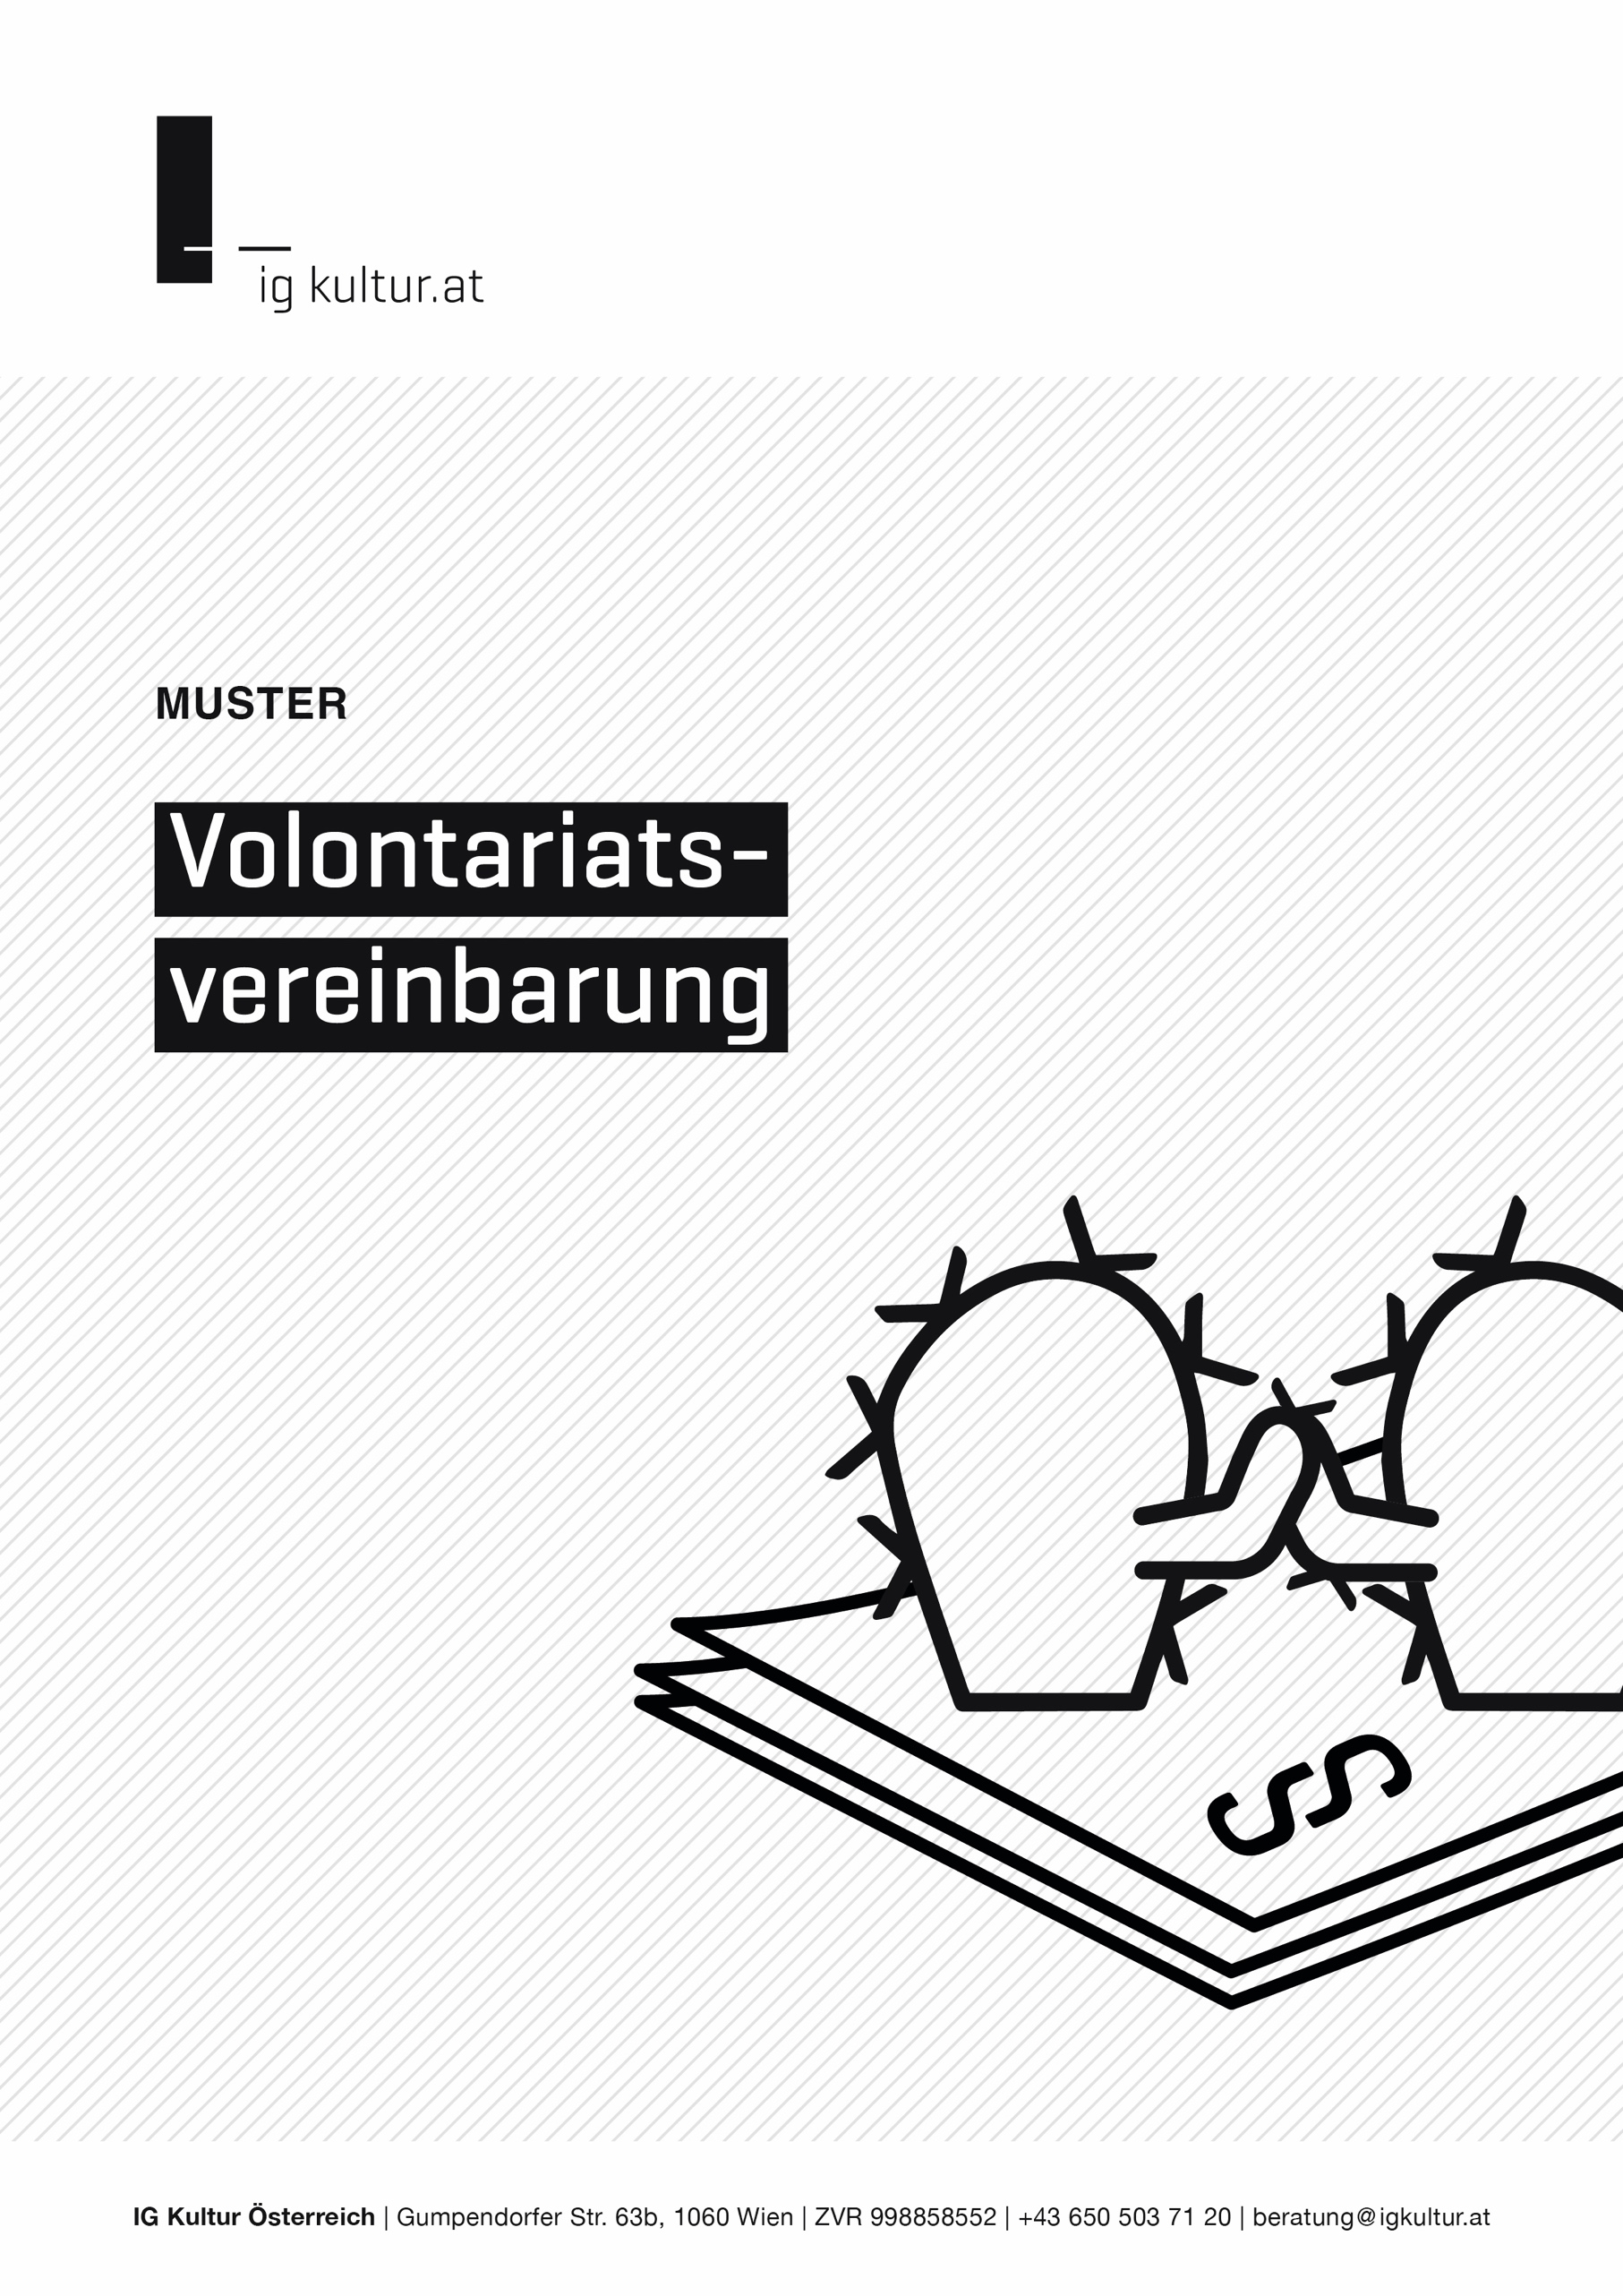 ig kultur.at
MUSTER
Volontariats-
vereinbarung
§
IG Kultur Österreich | Gumpendorfer Str. 63b, 1060 Wien | ZVR 998858552 | +43 650 503 71 20 | beratung@igkultur.at